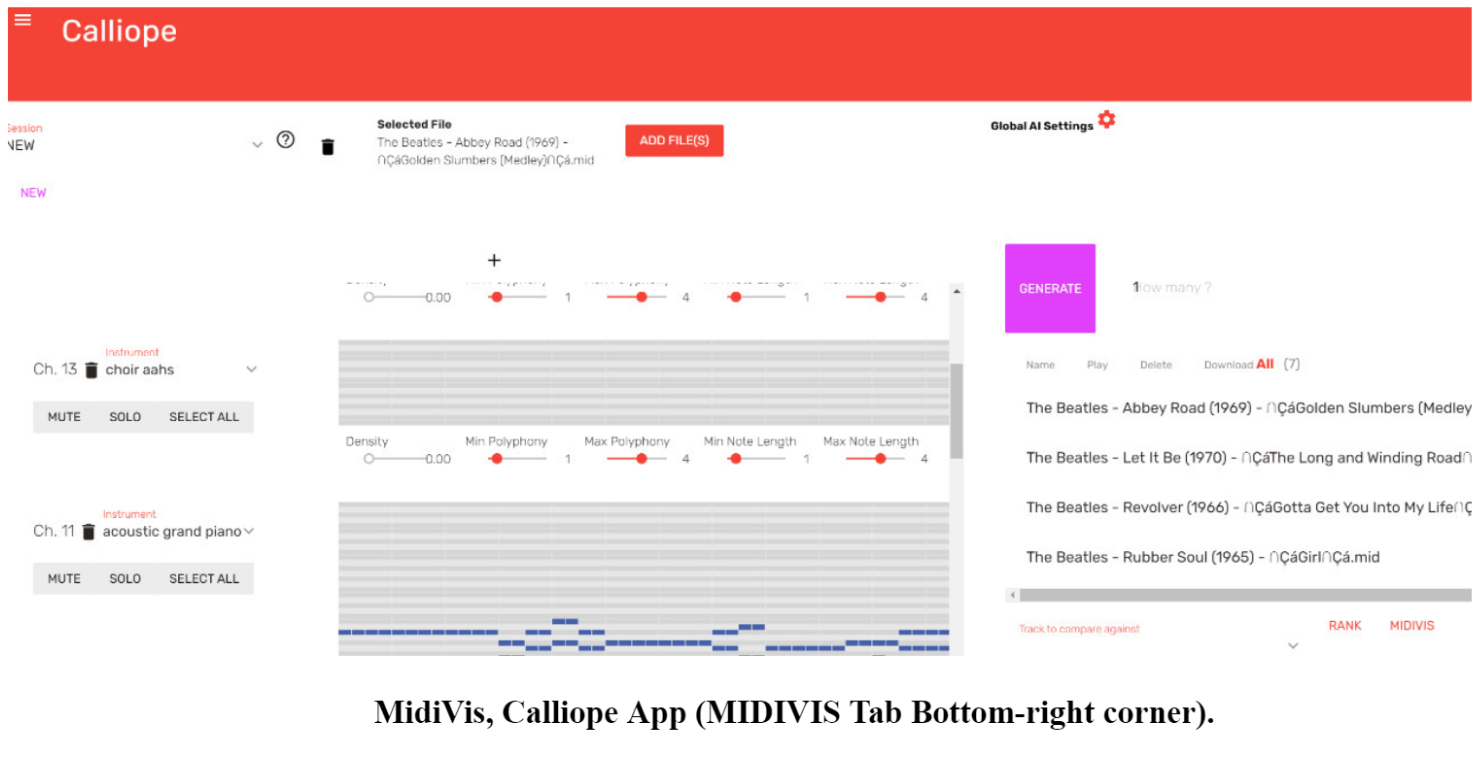 Calliope
Session
NEW
Selected File
The Beatles - Abbey Road (1969) -
∩ÇáGolden Slumbers (Medley)∩Çá.mid
ADD FILE(S)
Global AI Settings
NEW
0.00
1
4
1
4
GENERATE
1
How many ?
Name Play Delete Download All (7)
Ch. 13
Instrument
choir aahs
MUTE SOLO SELECT ALL
Density Min Polyphony Max Polyphony Min Note Length Max Note Length
0.00 1 4 1 4
Ch. 11
Instrument
acoustic grand piano
MUTE SOLO SELECT ALL
The Beatles - Abbey Road (1969) - ∩ÇáGolden Slumbers (Medley
The Beatles - Let It Be (1970) - ∩ÇáThe Long and Winding Road∩
The Beatles - Revolver (1966) - ∩ÇáGotta Get You Into My Life∩Ç
The Beatles - Rubber Soul (1965) - ∩ÇáGirl∩Çá.mid
Track to compare against
RANK MIDIVIS
MidiVis, Calliope App (MIDIVIS Tab Bottom-right corner).